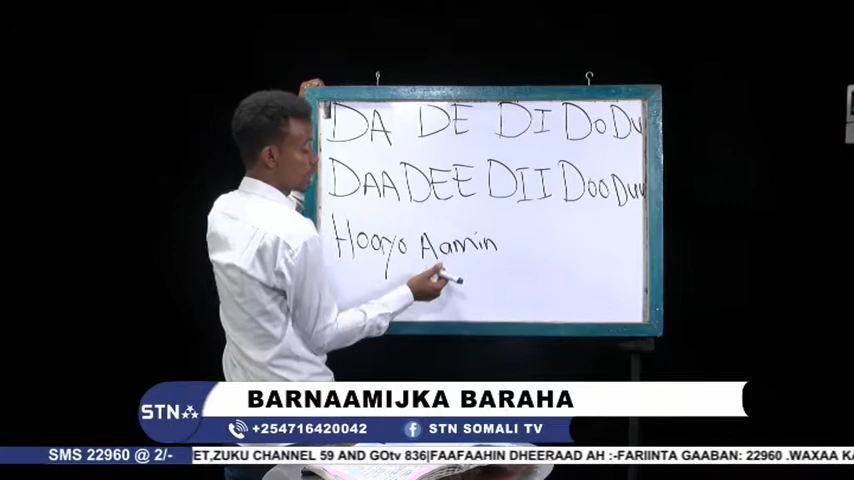 DA DE DI Do Du
DAA DEE DII Doo Duu
Hooyo Aamin
BARNAAMIJKA BARAHA
STN
+254716420042 STN SOMALI TV
SMS 22960 @ 2/- ET,ZUKU CHANNEL 59 AND GOtv 836|FAAFAAHIN DHEERAAD AH :-FARIINTA GAABAN: 22960 .WAXAA KA